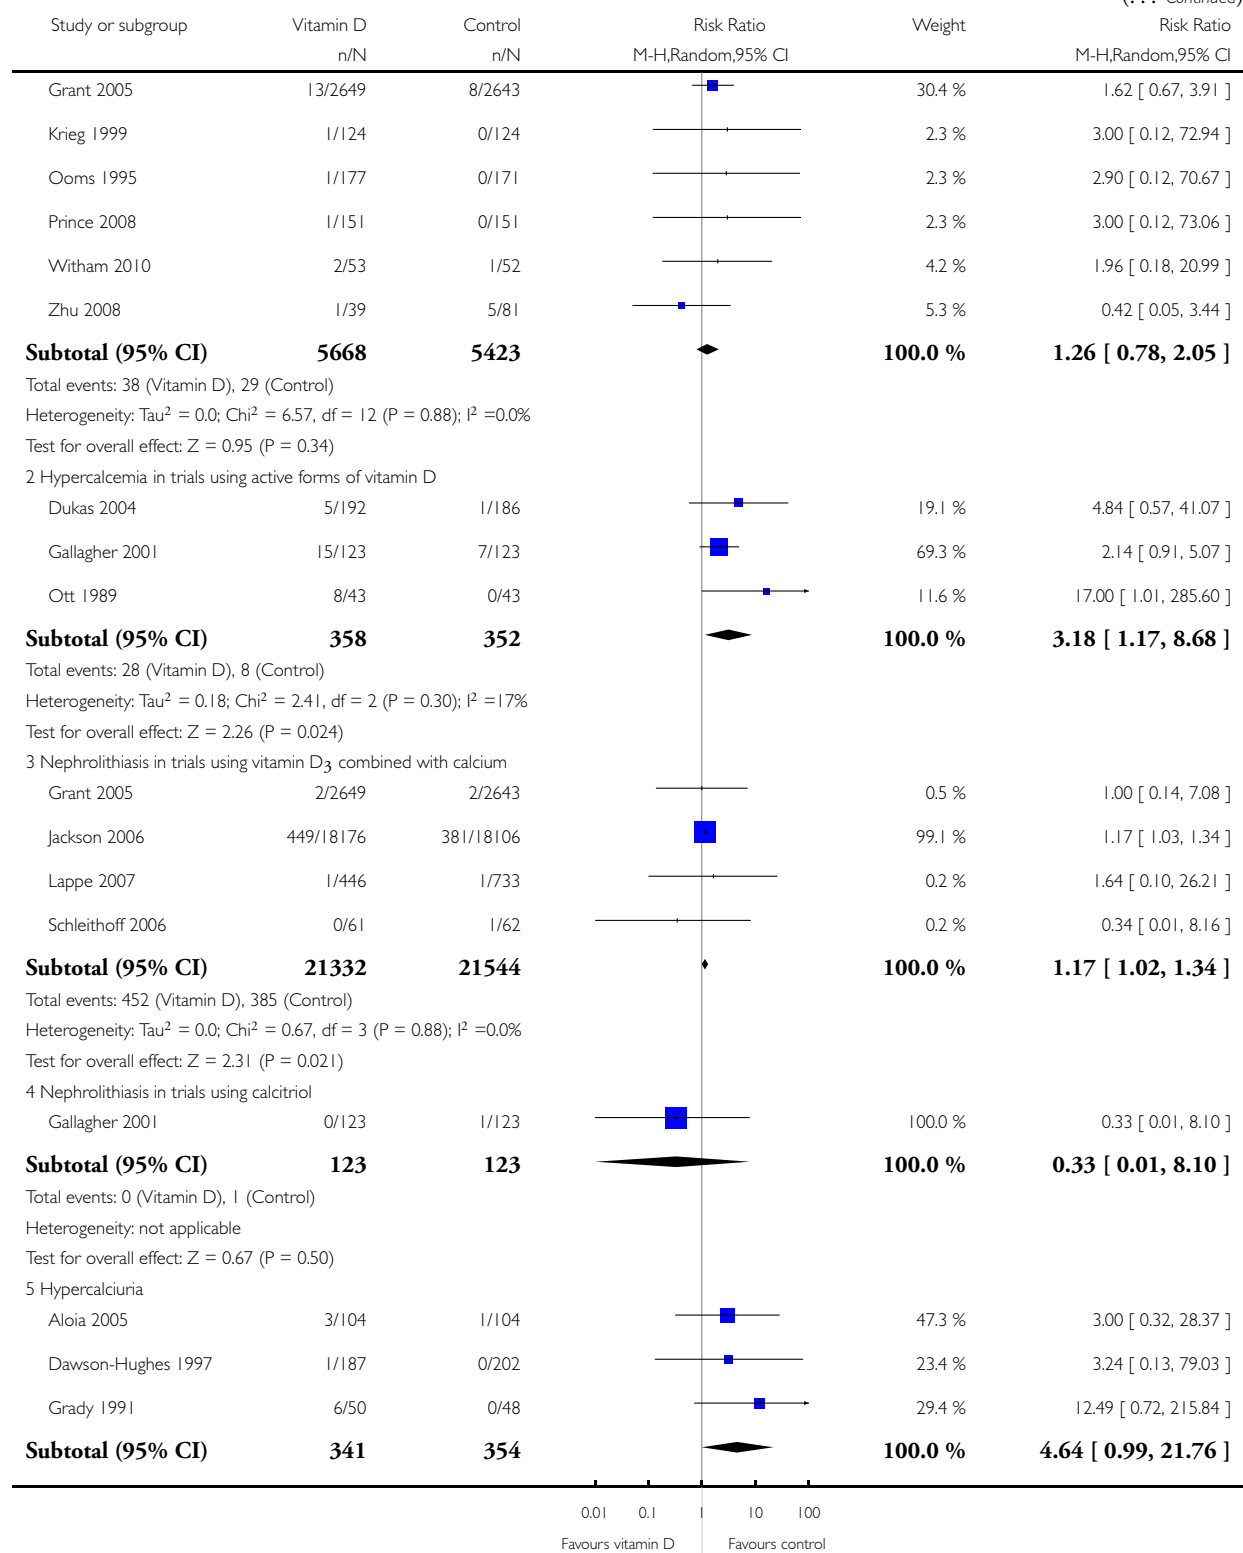 (. . . Continued)
Study or subgroup Vitamin D Control Risk Ratio Weight Risk Ratio
n/N n/N M-H,Random,95% CI M-H,Random,95% CI
Grant 2005 13/2649 8/2643 30.4 % 1.62 [ 0.67, 3.91 ]
Krieg 1999 1/124 0/124 2.3 % 3.00 [ 0.12, 72.94 ]
Ooms 1995 1/177 0/171 2.3 % 2.90 [ 0.12, 70.67 ]
Prince 2008 1/151 0/151 2.3 % 3.00 [ 0.12, 73.06 ]
Witham 2010 2/53 1/52 4.2 % 1.96 [ 0.18, 20.99 ]
Zhu 2008 1/39 5/81 5.3 % 0.42 [ 0.05, 3.44 ]
Subtotal (95% CI) 5668 5423 100.0 % 1.26 [ 0.78, 2.05 ]
Total events: 38 (Vitamin D), 29 (Control)
Heterogeneity: Tau² = 0.0; Chi² = 6.57, df = 12 (P = 0.88); I² =0.0%
Test for overall effect: Z = 0.95 (P = 0.34)
2 Hypercalcemia in trials using active forms of vitamin D
Dukas 2004 5/192 1/186 19.1 % 4.84 [ 0.57, 41.07 ]
Gallagher 2001 15/123 7/123 69.3 % 2.14 [ 0.91, 5.07 ]
Ott 1989 8/43 0/43 11.6 % 17.00 [ 1.01, 285.60 ]
Subtotal (95% CI) 358 352 100.0 % 3.18 [ 1.17, 8.68 ]
Total events: 28 (Vitamin D), 8 (Control)
Heterogeneity: Tau² = 0.18; Chi² = 2.41, df = 2 (P = 0.30); I² =17%
Test for overall effect: Z = 2.26 (P = 0.024)
3 Nephrolithiasis in trials using vitamin D₃ combined with calcium
Grant 2005 2/2649 2/2643 0.5 % 1.00 [ 0.14, 7.08 ]
Jackson 2006 449/18176 381/18106 99.1 % 1.17 [ 1.03, 1.34 ]
Lappe 2007 1/446 1/733 0.2 % 1.64 [ 0.10, 26.21 ]
Schleithoff 2006 0/61 1/62 0.2 % 0.34 [ 0.01, 8.16 ]
Subtotal (95% CI) 21332 21544 100.0 % 1.17 [ 1.02, 1.34 ]
Total events: 452 (Vitamin D), 385 (Control)
Heterogeneity: Tau² = 0.0; Chi² = 0.67, df = 3 (P = 0.88); I² =0.0%
Test for overall effect: Z = 2.31 (P = 0.021)
4 Nephrolithiasis in trials using calcitriol
Gallagher 2001 0/123 1/123 100.0 % 0.33 [ 0.01, 8.10 ]
Subtotal (95% CI) 123 123 100.0 % 0.33 [ 0.01, 8.10 ]
Total events: 0 (Vitamin D), 1 (Control)
Heterogeneity: not applicable
Test for overall effect: Z = 0.67 (P = 0.50)
5 Hypercalciuria
Aloia 2005 3/104 1/104 47.3 % 3.00 [ 0.32, 28.37 ]
Dawson-Hughes 1997 1/187 0/202 23.4 % 3.24 [ 0.13, 79.03 ]
Grady 1991 6/50 0/48 29.4 % 12.49 [ 0.72, 215.84 ]
Subtotal (95% CI) 341 354 100.0 % 4.64 [ 0.99, 21.76 ]
0.01 0.1 1 10 100
Favours vitamin D Favours control